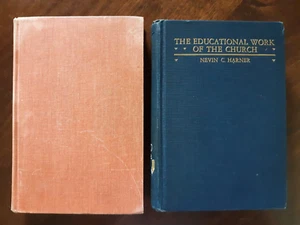 THE EDUCATIONAL WORK
OF THE CHURCH
NEVIN C. HARNER